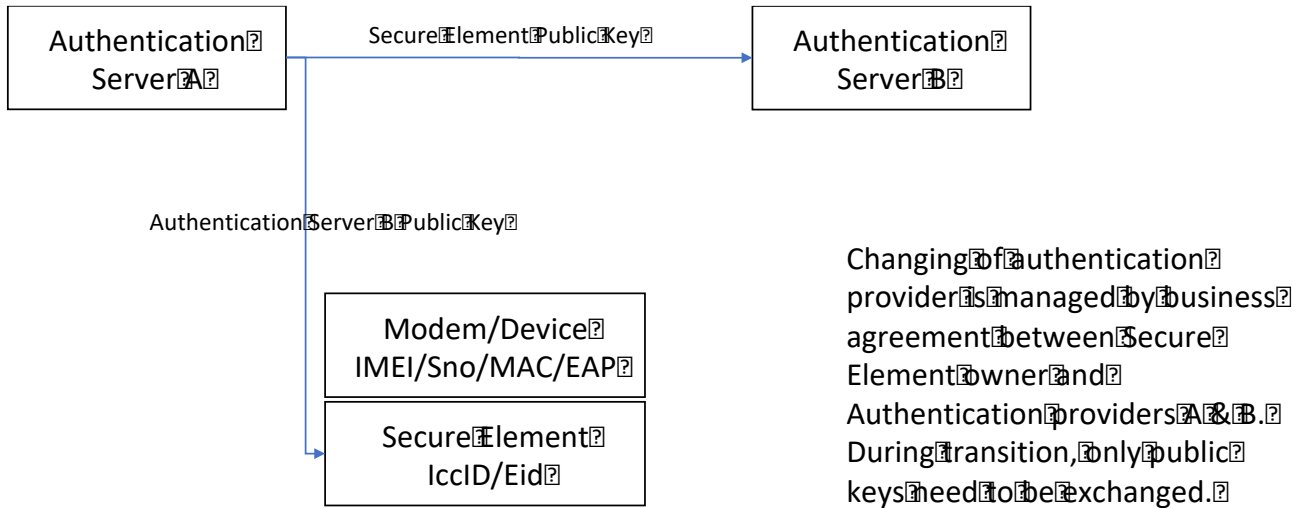 Authentication
Server A
Secure Element Public Key
Authentication
Server B
Authentication Server B Public Key
Modem/Device
IMEI/Sno/MAC/EAP
Secure Element
IccID/Eid
Changing of authentication
provider is managed by business
agreement between Secure
Element owner and
Authentication providers A & B.
During transition, only public
keys need to be exchanged.